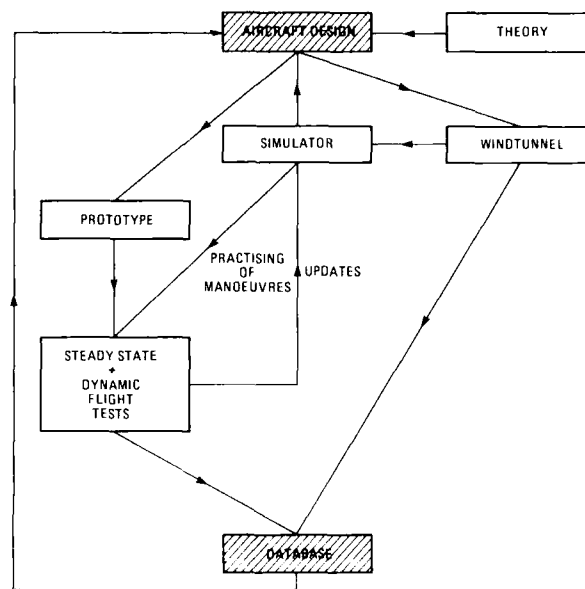 AIRCRAFT DESIGN
THEORY
SIMULATOR
WINDTUNNEL
PROTOTYPE
PRACTISING
OF
MANOEUVRES
UPDATES
STEADY STATE
+
DYNAMIC
FLIGHT
TESTS
DATABASE